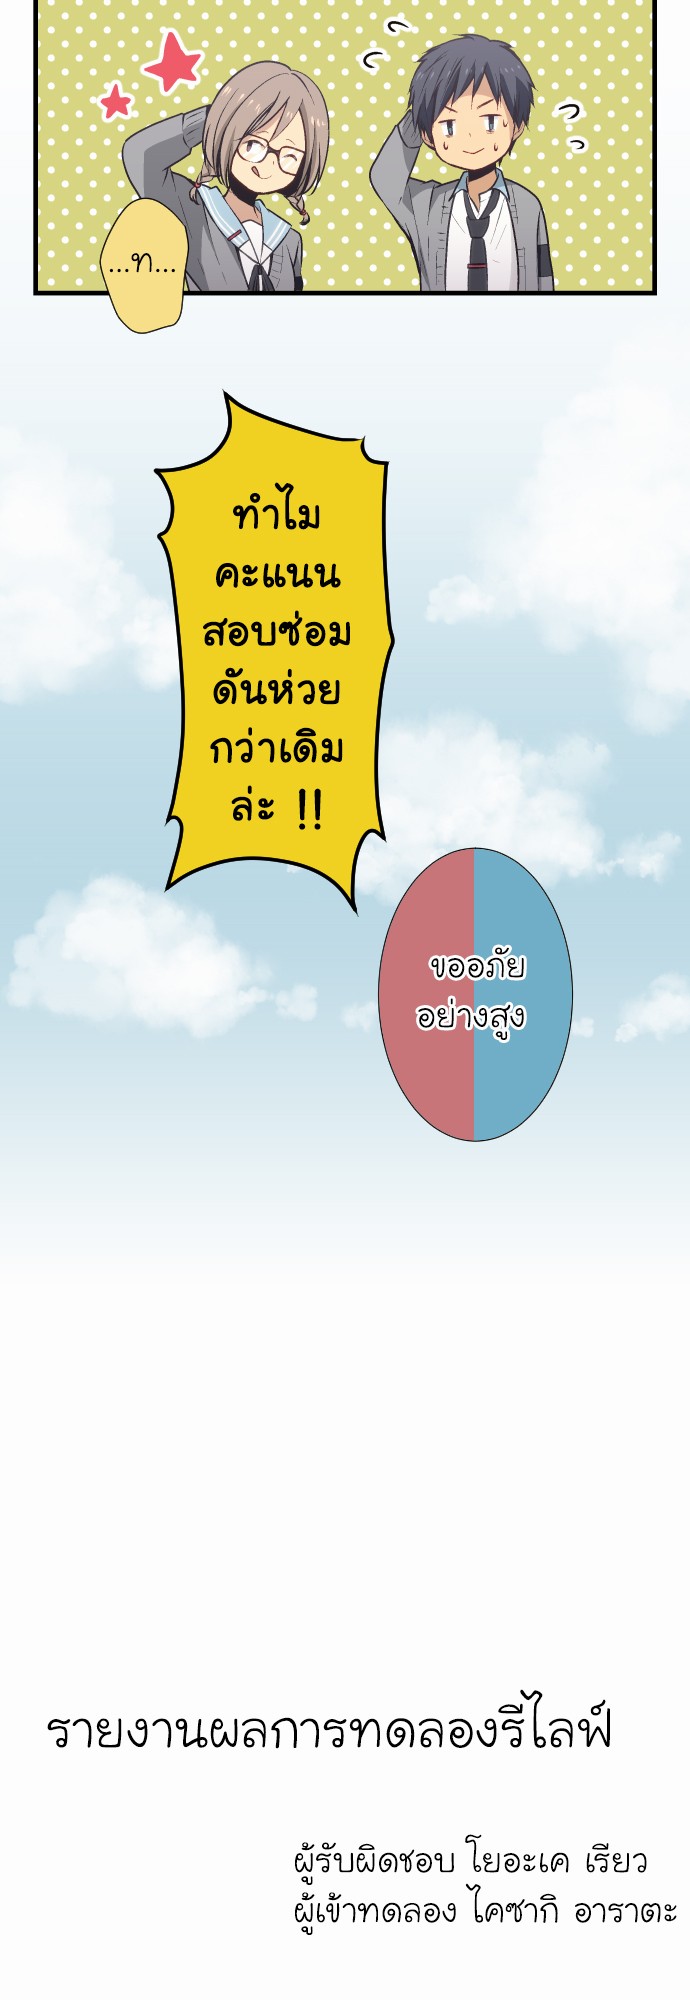 ...ท...
ทำไม
คะแนน
สอบซ่อม
ดันห่วย
กว่าเดิม
ล่ะ !!
ขออภัย
อย่างสูง
รายงานผลการทดลองรีไลฟ์
ผู้รับผิดชอบ โยอะเค เรียว
ผู้เข้าทดลอง ไคซากิ อาราตะ